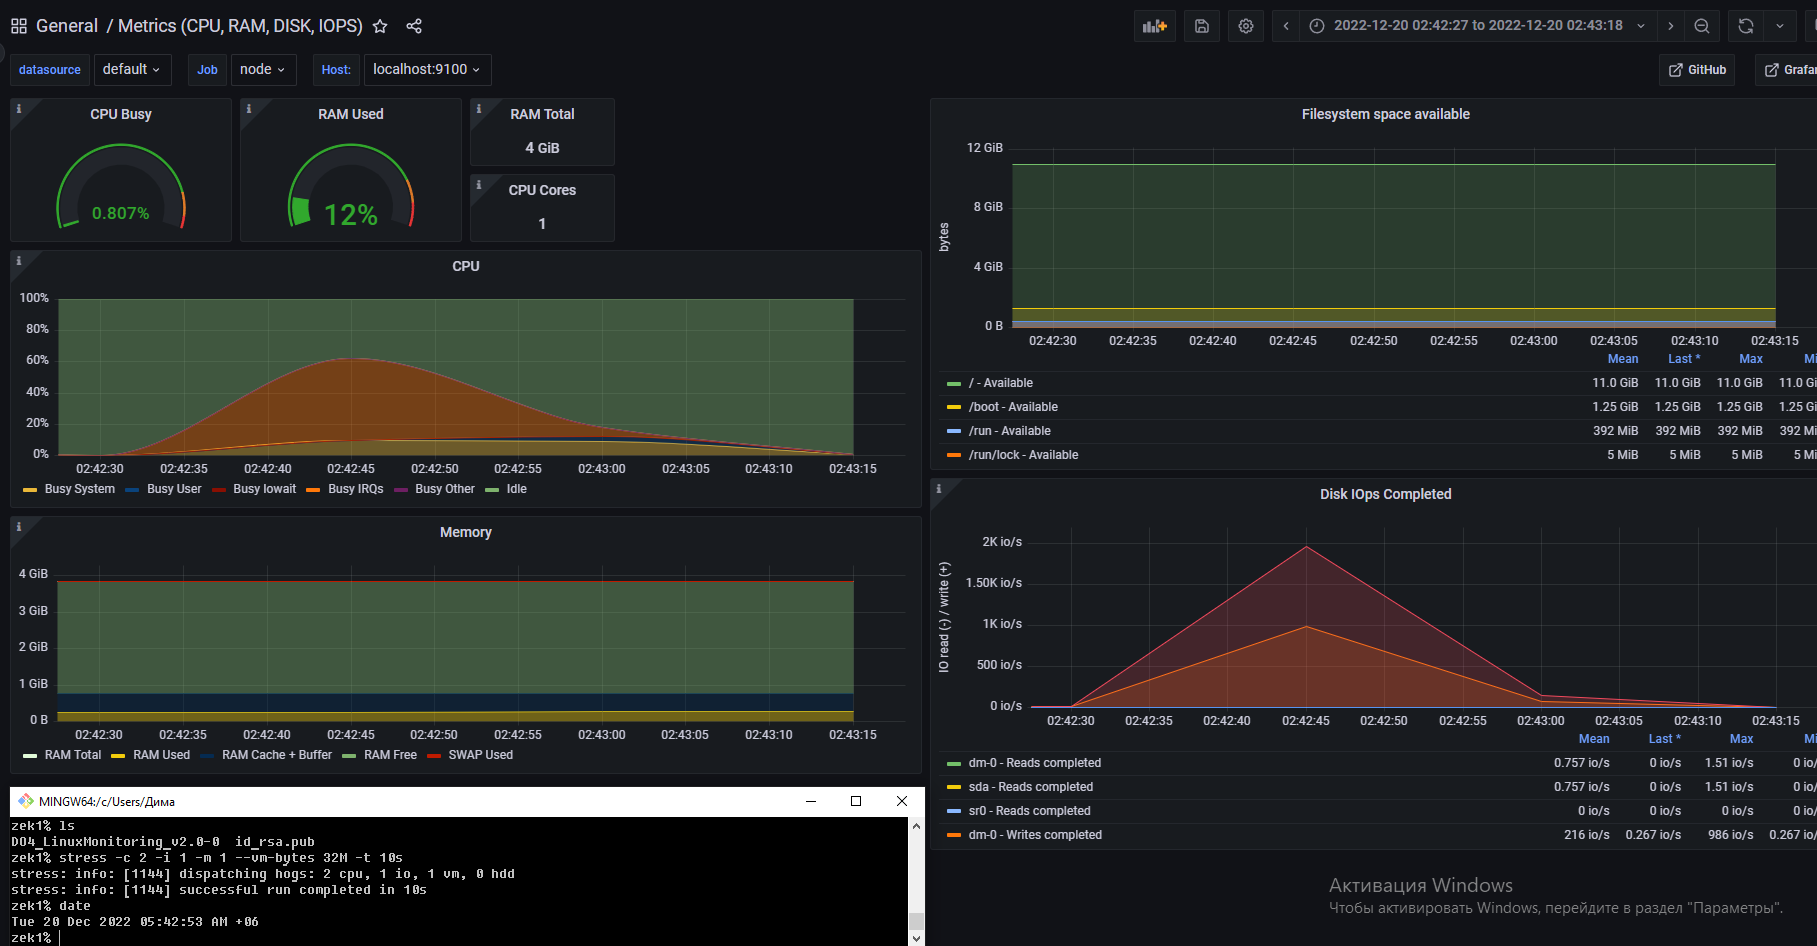 General / Metrics (CPU, RAM, DISK, IOPS)
2022-12-20 02:42:27 to 2022-12-20 02:43:18
datasource default Job node Host: localhost:9100
GitHub Grafan
CPU Busy
0.807%
RAM Used
12%
RAM Total
4 GiB
CPU Cores
1
Filesystem space available
bytes
12 GiB
8 GiB
4 GiB
0 B
02:42:30 02:42:35 02:42:40 02:42:45 02:42:50 02:42:55 02:43:00 02:43:05 02:43:10 02:43:15
Mean Last * Max Mi
/ - Available 11.0 GiB 11.0 GiB 11.0 GiB 11.0 Gi
/boot - Available 1.25 GiB 1.25 GiB 1.25 GiB 1.25 Gi
/run - Available 392 MiB 392 MiB 392 MiB 392 Mi
/run/lock - Available 5 MiB 5 MiB 5 MiB 5 Mi
CPU
100%
80%
60%
40%
20%
0%
02:42:30 02:42:35 02:42:40 02:42:45 02:42:50 02:42:55 02:43:00 02:43:05 02:43:10 02:43:15
Busy System Busy User Busy Iowait Busy IRQs Busy Other Idle
Memory
4 GiB
3 GiB
2 GiB
1 GiB
0 B
02:42:30 02:42:35 02:42:40 02:42:45 02:42:50 02:42:55 02:43:00 02:43:05 02:43:10 02:43:15
RAM Total RAM Used RAM Cache + Buffer RAM Free SWAP Used
Disk IOps Completed
IO read (-) / write (+)
2K io/s
1.50K io/s
1K io/s
500 io/s
0 io/s
02:42:30 02:42:35 02:42:40 02:42:45 02:42:50 02:42:55 02:43:00 02:43:05 02:43:10 02:43:15
Mean Last * Max Mi
dm-0 - Reads completed 0.757 io/s 0 io/s 1.51 io/s 0 io/
sda - Reads completed 0.757 io/s 0 io/s 1.51 io/s 0 io/
sr0 - Reads completed 0 io/s 0 io/s 0 io/s 0 io/
dm-0 - Writes completed 216 io/s 0.267 io/s 986 io/s 0.267 io/
MINGW64:/c/Users/Дима
zek1% ls
DO4_LinuxMonitoring_v2.0-0 id_rsa.pub
zek1% stress -c 2 -i 1 -m 1 --vm-bytes 32M -t 10s
stress: info: [1144] dispatching hogs: 2 cpu, 1 io, 1 vm, 0 hdd
stress: info: [1144] successful run completed in 10s
zek1% date
Tue 20 Dec 2022 05:42:53 AM +06
zek1%
Активация Windows
Чтобы активировать Windows, перейдите в раздел "Параметры".